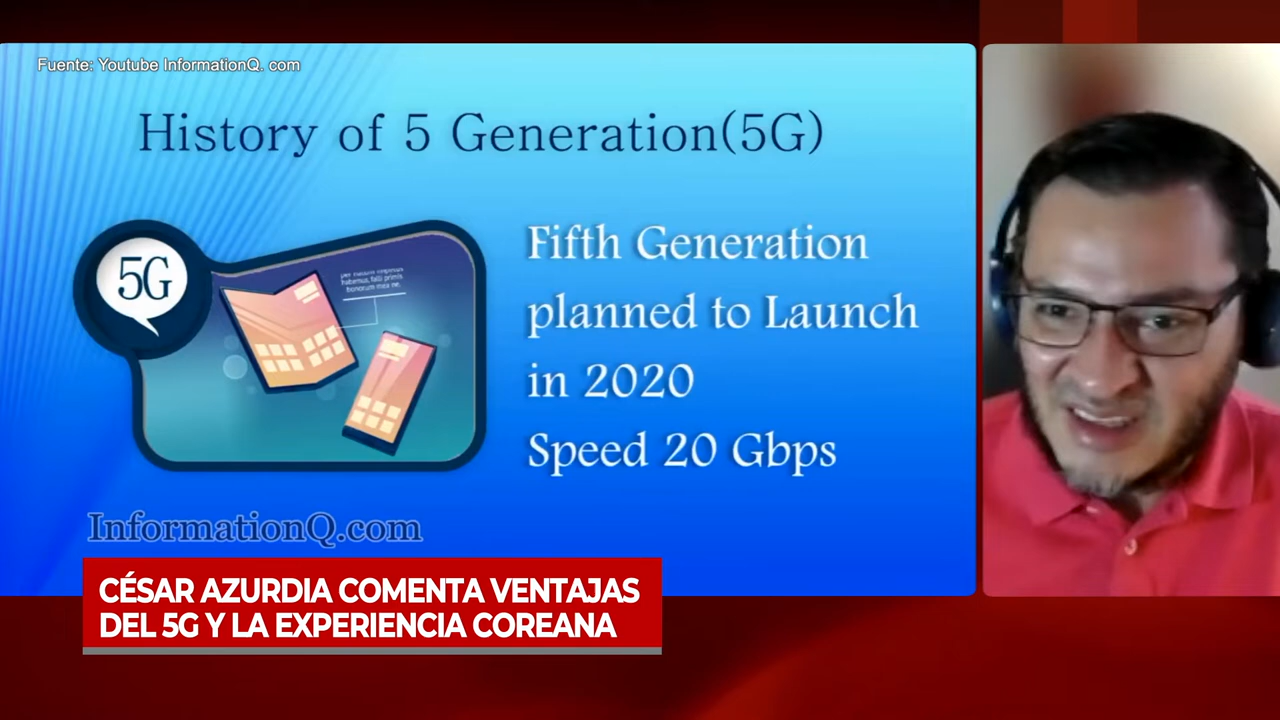 Fuente: Youtube InformationQ. com
History of 5 Generation(5G)
5G
Fifth Generation
planned to Launch
in 2020
Speed 20 Gbps
InformationQ.com
CÉSAR AZURDIA COMENTA VENTAJAS
DEL 5G Y LA EXPERIENCIA COREANA